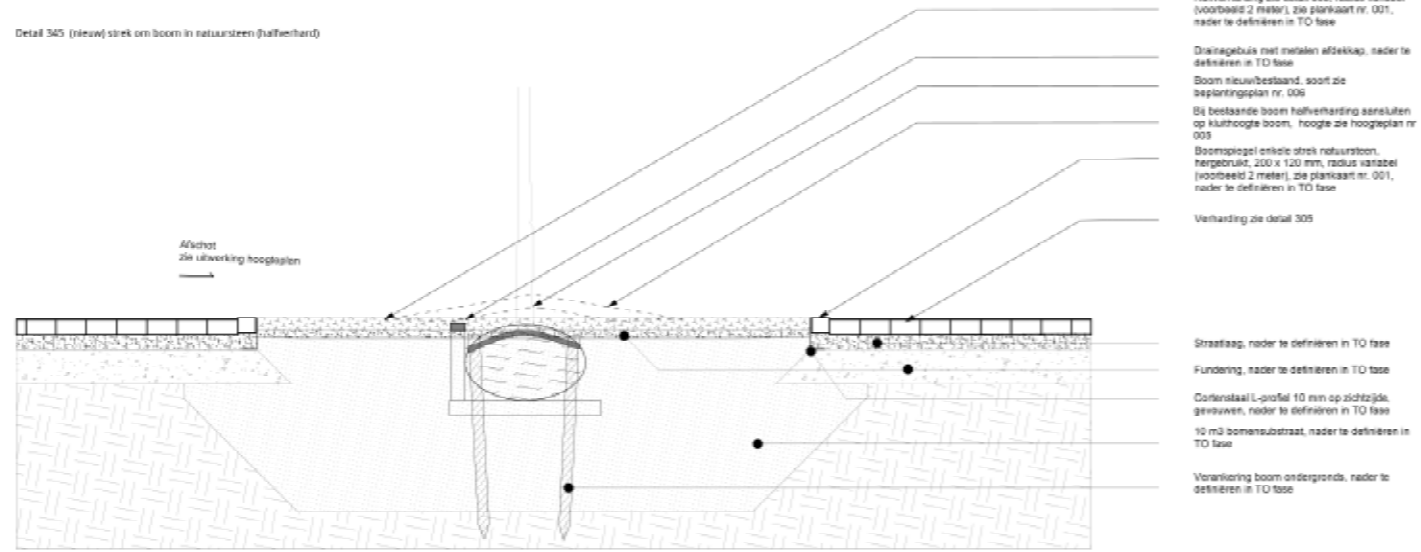 (voorbeeld 2 meter), zie plankaart nr. 001,
nader te definiëren in TO fase
Detail 345 (nieuw) strek om boom in natuursteen (halfverhard)
Drainagebuis met metalen afdekkap, nader te
definiëren in TO fase
Boom nieuw/bestaand, soort zie
beplantingsplan nr. 006
Bij bestaande boom halfverharding aansluiten
op kluithoogte boom, hoogte zie hoogteplan nr
005
Boomspiegel enkele strek natuursteen,
hergebruikt, 200 x 120 mm, radius variabel
(voorbeeld 2 meter), zie plankaart nr. 001,
nader te definiëren in TO fase
Verharding zie detail 305
Afschot
zie uitwerking hoogteplan
Straatlaag, nader te definiëren in TO fase
Fundering, nader te definiëren in TO fase
Cortenstaal L-profiel 10 mm op zichtzijde,
gevouwen, nader te definiëren in TO fase
10 m3 bomensubstraat, nader te definiëren in
TO fase
Verankering boom ondergronds, nader te
definiëren in TO fase